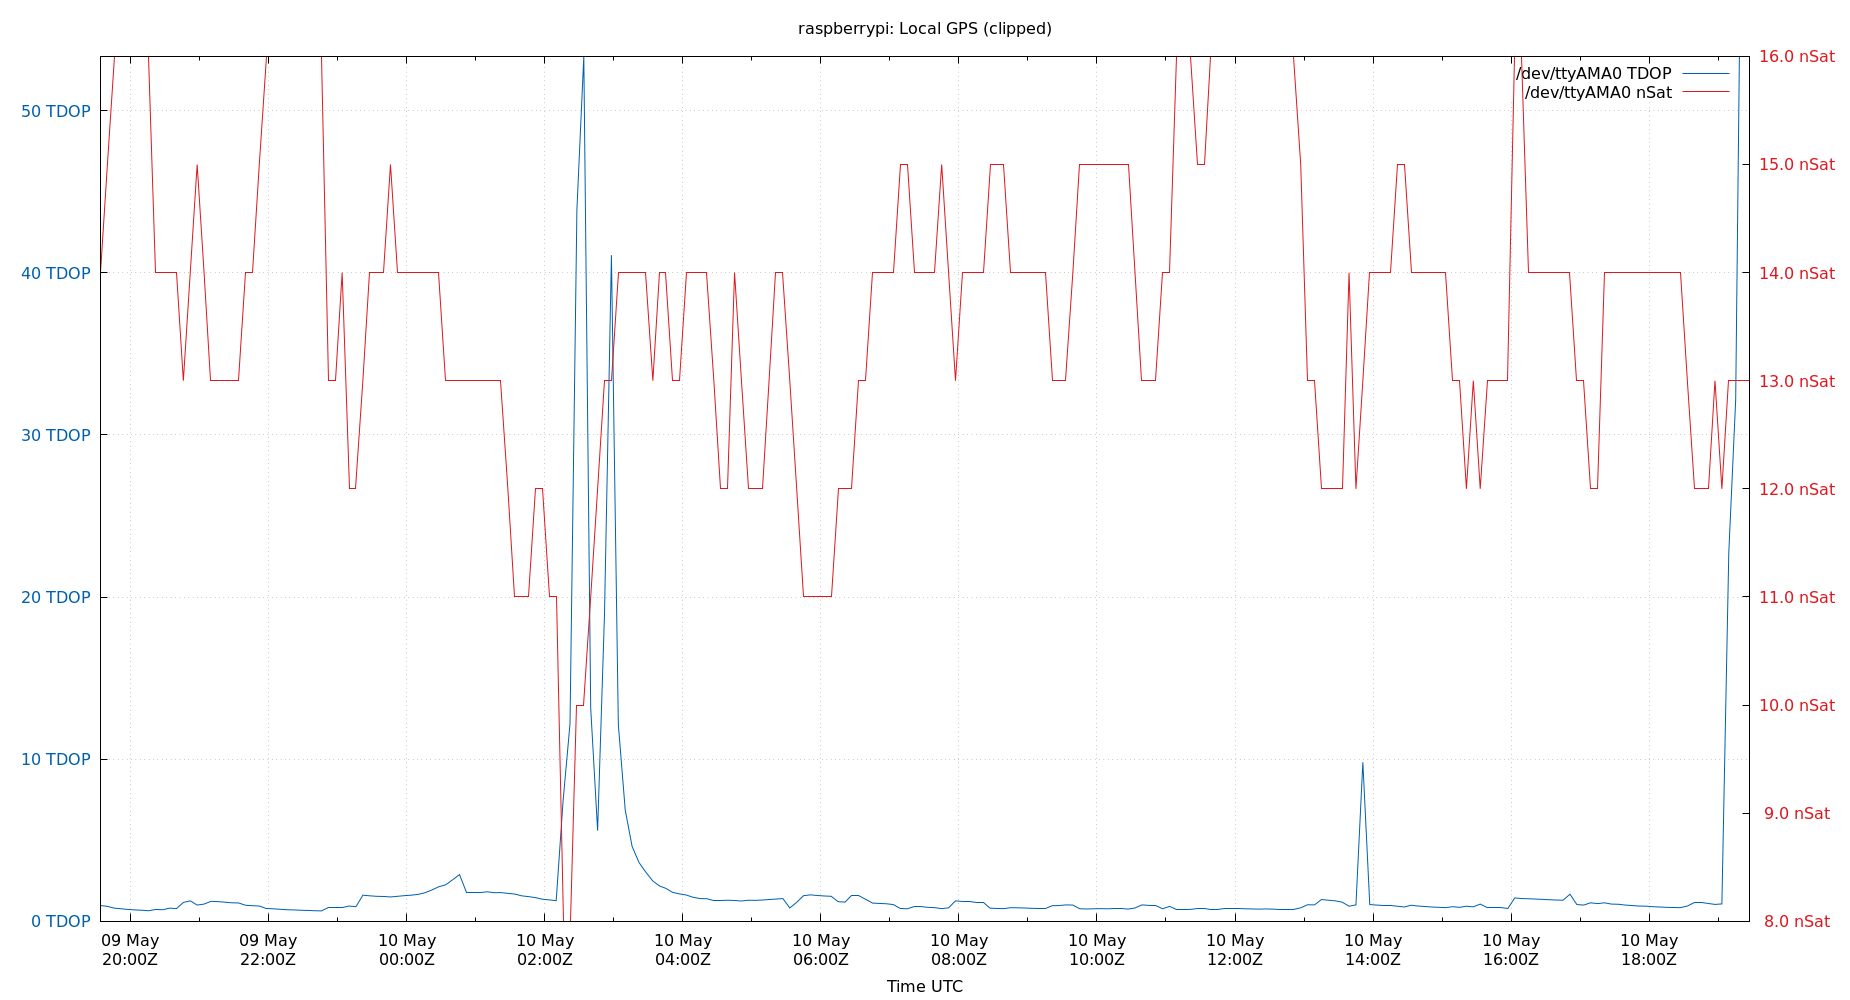 raspberrypi: Local GPS (clipped)
/dev/ttyAMA0 TDOP
/dev/ttyAMA0 nSat
50 TDOP
40 TDOP
30 TDOP
20 TDOP
10 TDOP
0 TDOP
16.0 nSat
15.0 nSat
14.0 nSat
13.0 nSat
12.0 nSat
11.0 nSat
10.0 nSat
9.0 nSat
8.0 nSat
09 May
20:00Z
09 May
22:00Z
10 May
00:00Z
10 May
02:00Z
10 May
04:00Z
10 May
06:00Z
10 May
08:00Z
10 May
10:00Z
10 May
12:00Z
10 May
14:00Z
10 May
16:00Z
10 May
18:00Z
Time UTC